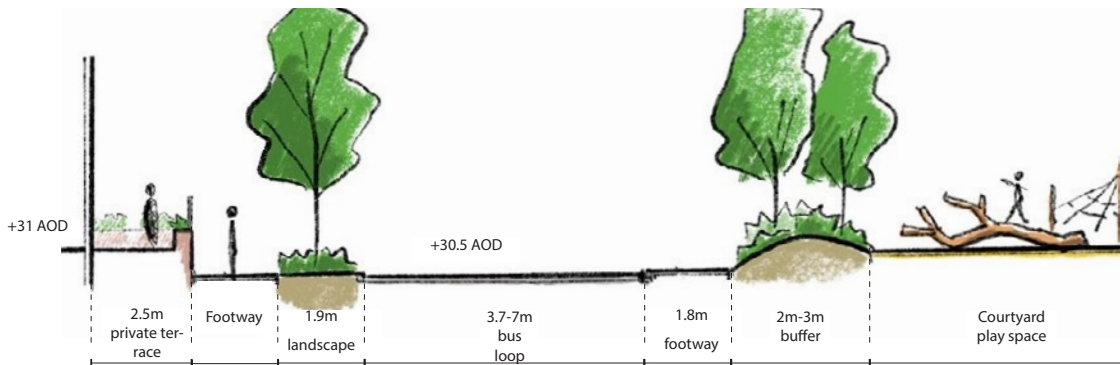 +31 AOD
+30.5 AOD
2.5m
private ter-
race
Footway
1.9m
landscape
3.7-7m
bus
loop
1.8m
footway
2m-3m
buffer
Courtyard
play space